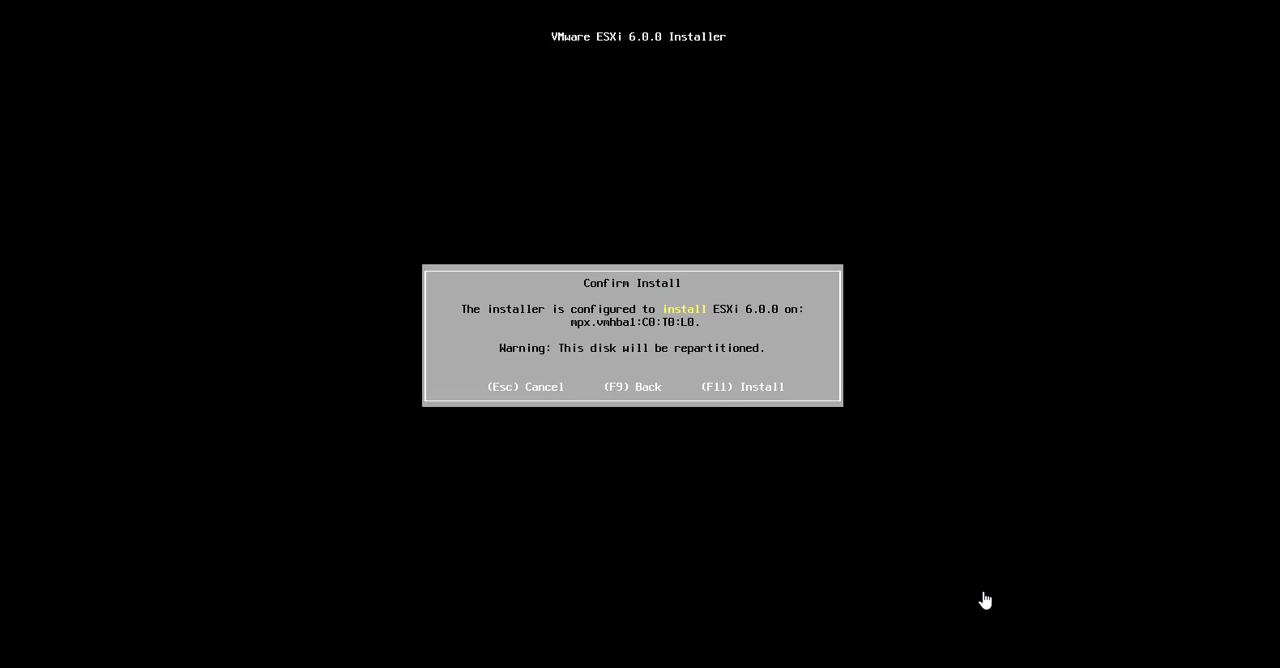 VMware ESXi 6.0.0 Installer
Confirm Install
The installer is configured to install ESXi 6.0.0 on:
mpx.vmhba1:C0:T0:L0.
Warning: This disk will be repartitioned.
(Esc) Cancel (F9) Back (F11) Install